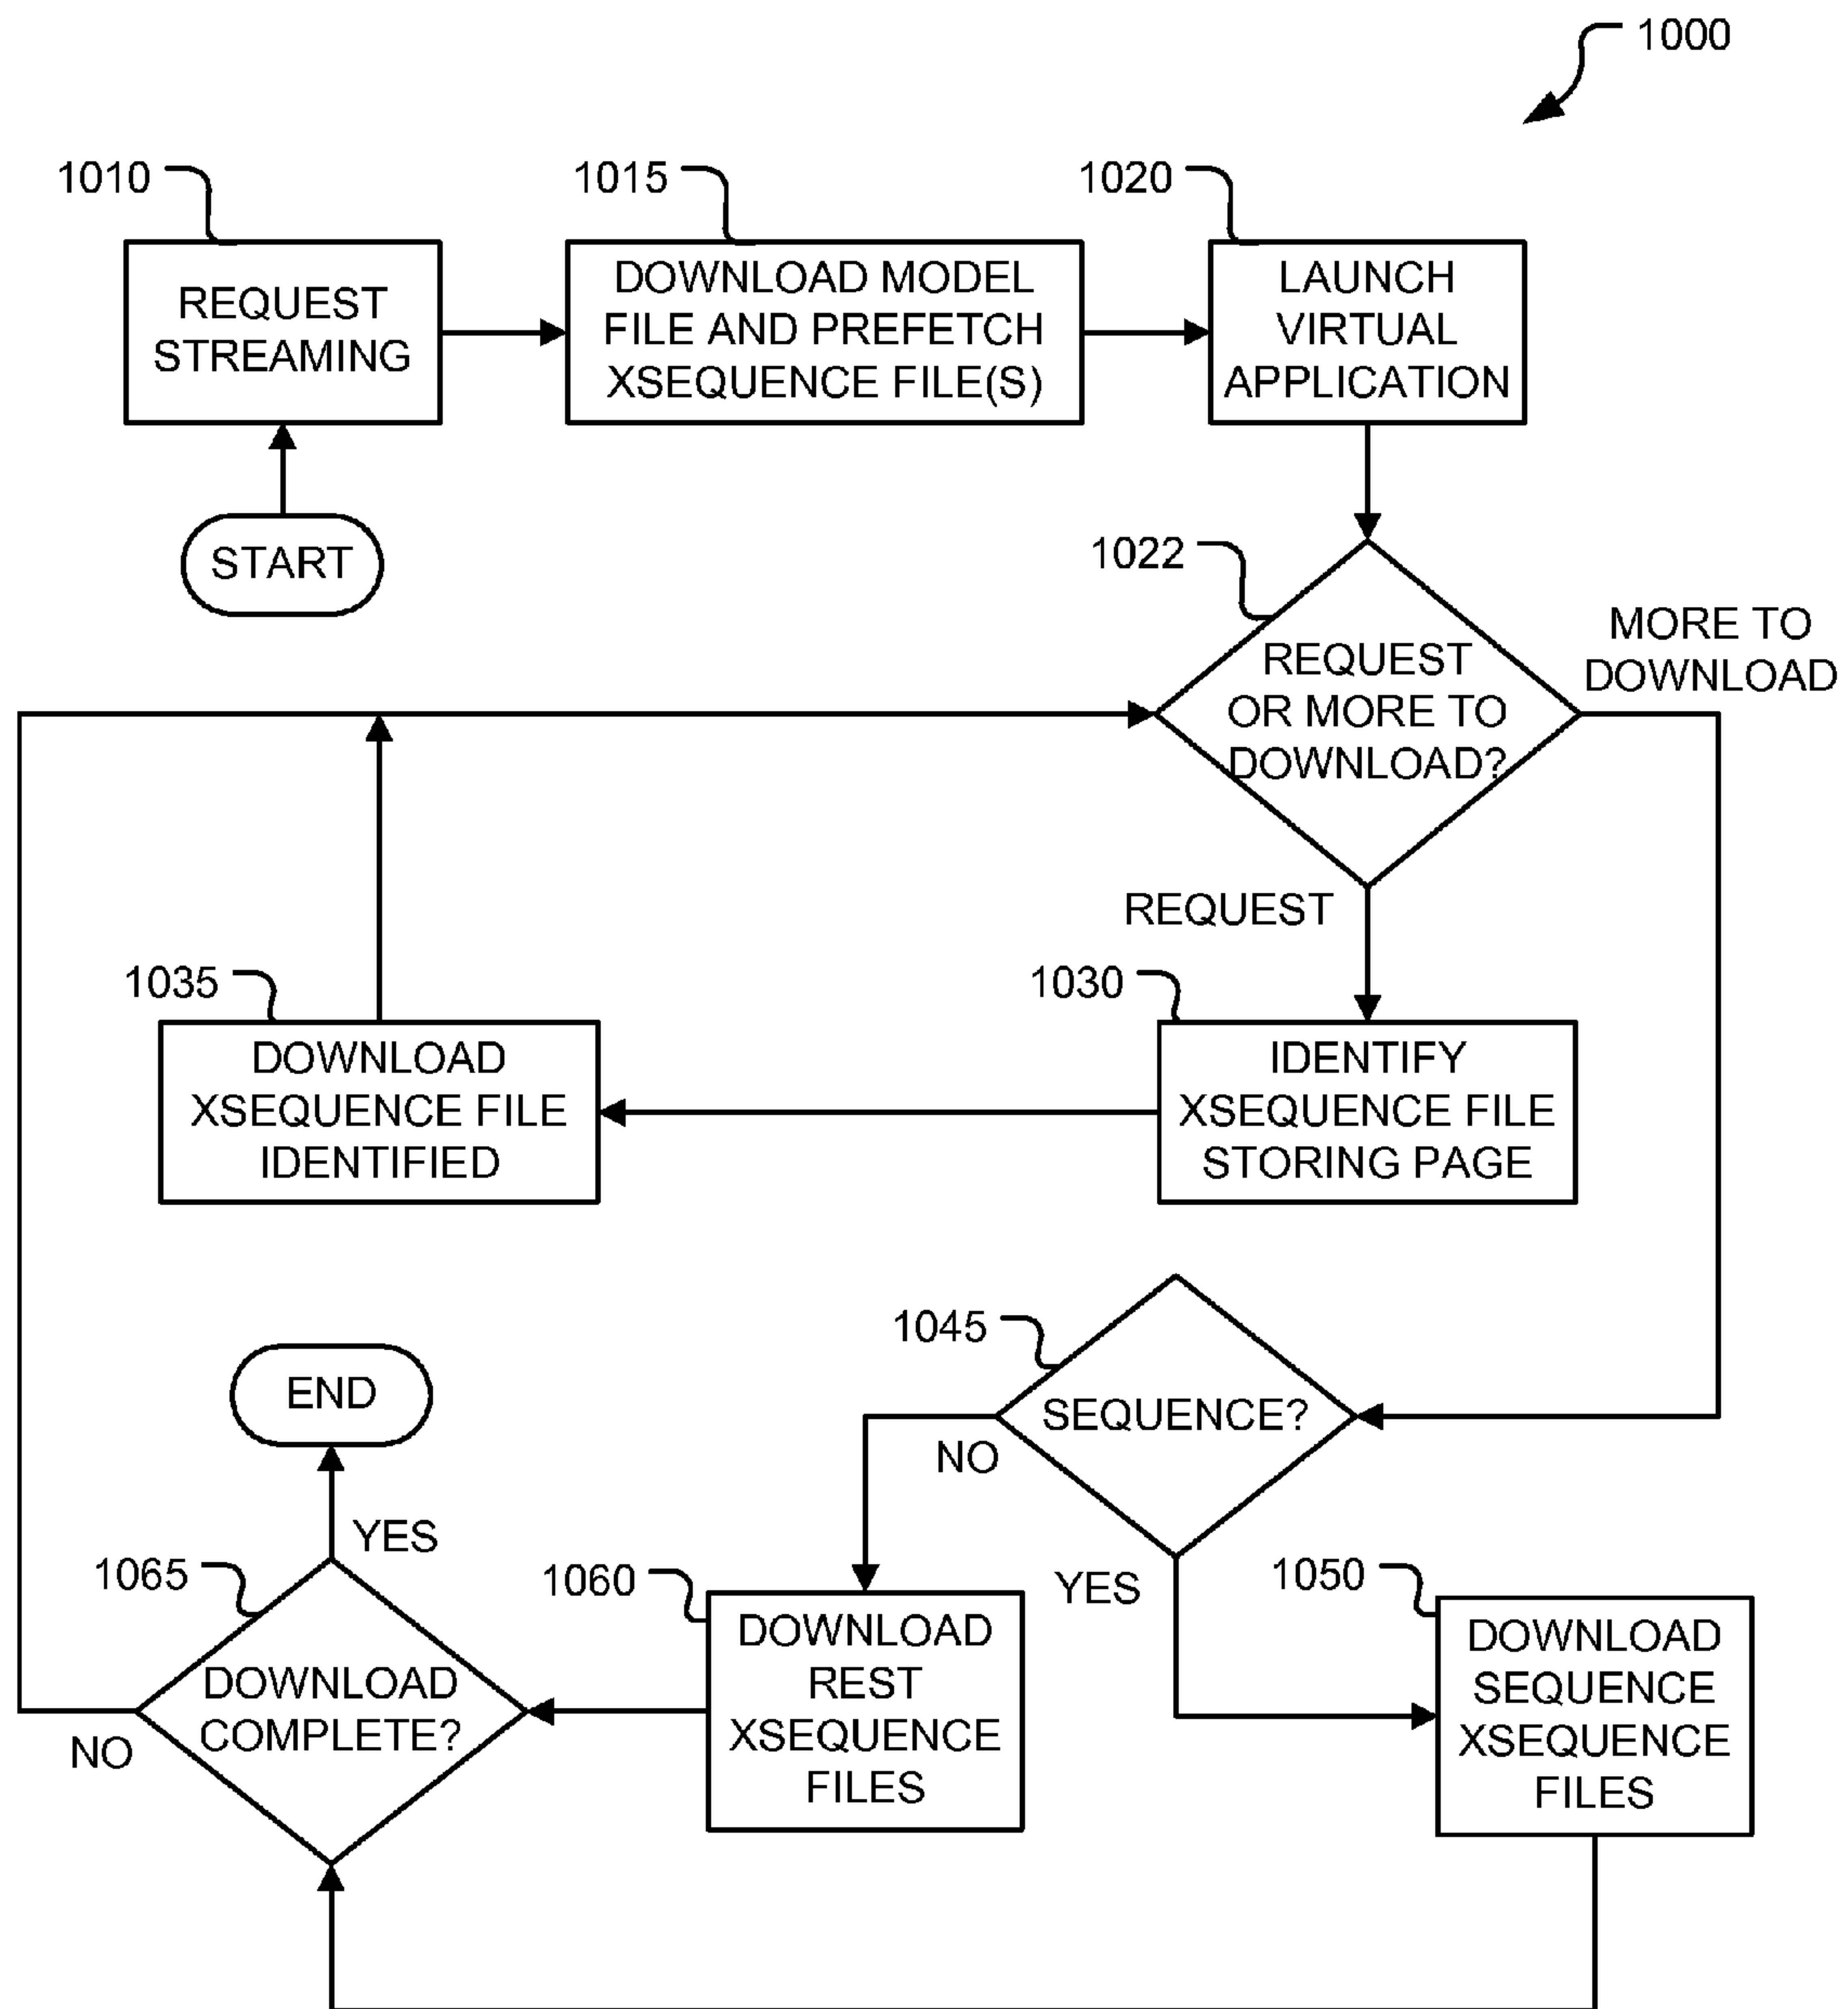 1000
1010
1015
1020
REQUEST
STREAMING
DOWNLOAD MODEL
FILE AND PREFETCH
XSEQUENCE FILE(S)
LAUNCH
VIRTUAL
APPLICATION
START
1022
REQUEST
OR MORE TO
DOWNLOAD?
MORE TO
DOWNLOAD
REQUEST
1035
1030
DOWNLOAD
XSEQUENCE FILE
IDENTIFIED
IDENTIFY
XSEQUENCE FILE
STORING PAGE
1045
SEQUENCE?
END
NO
YES
YES
1065
1060
1050
DOWNLOAD
COMPLETE?
NO
DOWNLOAD
REST
XSEQUENCE
FILES
DOWNLOAD
SEQUENCE
XSEQUENCE
FILES